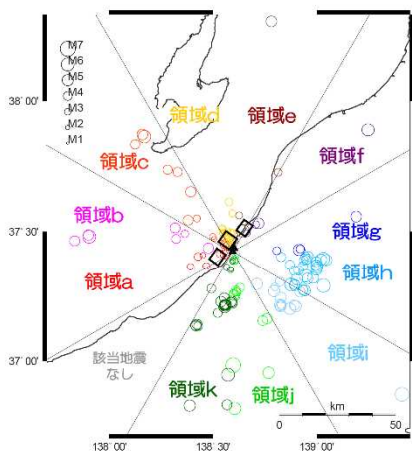 M7
M6
M5
M4
M3
M2
M1
38° 00'
領域d
領域e
領域c
領域f
領域b
37° 30'
領域g
領域a
領域h
領域i
37° 00'
該当地震
なし
領域k
領域j
km
0
50
138° 00'
138° 30'
139° 00'